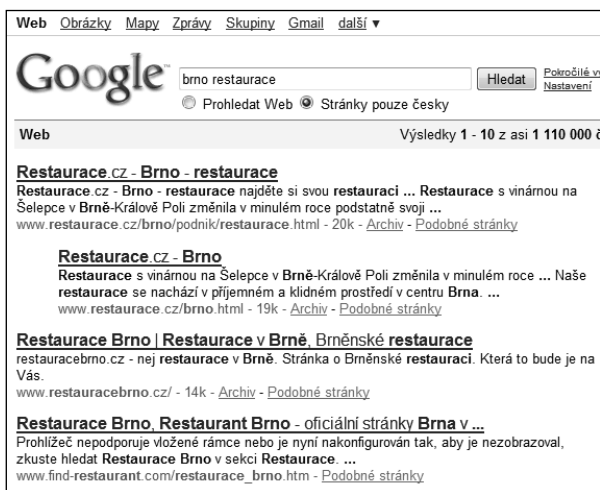 Web Obrázky Mapy Zprávy Skupiny Gmail další ▼
Google™
brno restaurace
Hledat
Pokročilé
Nastavení
Prohledat Web Stránky pouze česky
Web Výsledky 1 - 10 z asi 1 110 000
Restaurace.cz - Brno - restaurace
Restaurace.cz - Brno - restaurace najděte si svou restauraci ... Restaurace s vinárnou na
Šelepce v Brně-Králově Poli změnila v minulém roce podstatně svoji ...
www.restaurace.cz/brno/podnik/restaurace.html - 20k - Archiv - Podobné stránky
Restaurace.cz - Brno
Restaurace s vinárnou na Šelepce v Brně-Králově Poli změnila v minulém roce ... Naše
restaurace se nachází v příjemném a klidném prostředí v centru Brna. ...
www.restaurace.cz/brno.html - 19k - Archiv - Podobné stránky
Restaurace Brno | Restaurace v Brně, Brněnské restaurace
restauracebrno.cz - nej restaurace v Brně. Stránka o Brněnské restauraci. Která to bude je na
Vás.
www.restauracebrno.cz/ - 14k - Archiv - Podobné stránky
Restaurace Brno, Restaurant Brno - oficiální stránky Brna v ...
Prohlížeč nepodporuje vložené rámce nebo je nyní nakonfigurován tak, aby je nezobrazoval,
zkuste hledat Restaurace Brno v sekci Restaurace. ...
www.find-restaurant.com/restaurace_brno.htm - Podobné stránky